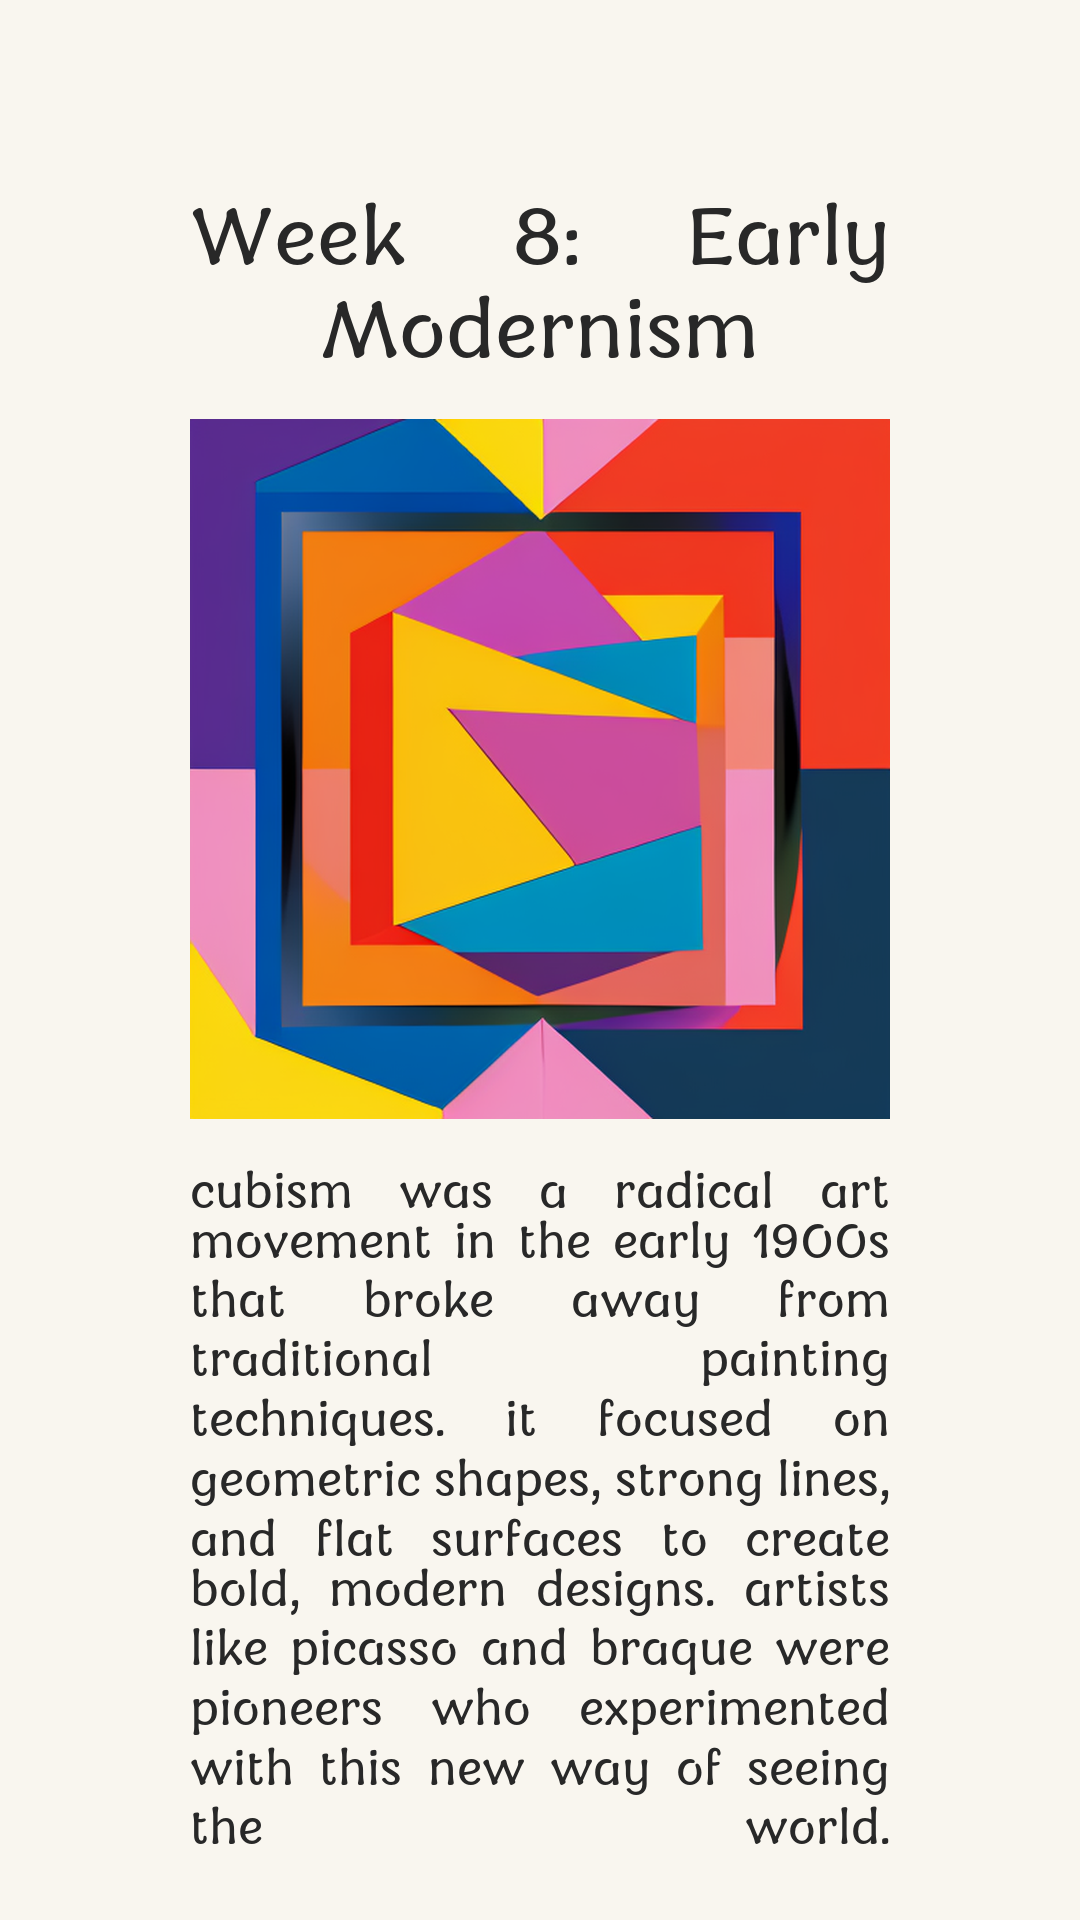 Week 8: Early
Modernism
cubism was a radical art
movement in the early 1900s
that broke away from
traditional painting
techniques. it focused on
geometric shapes, strong lines,
and flat surfaces to create
bold, modern designs. artists
like picasso and braque were
pioneers who experimented
with this new way of seeing
the world.